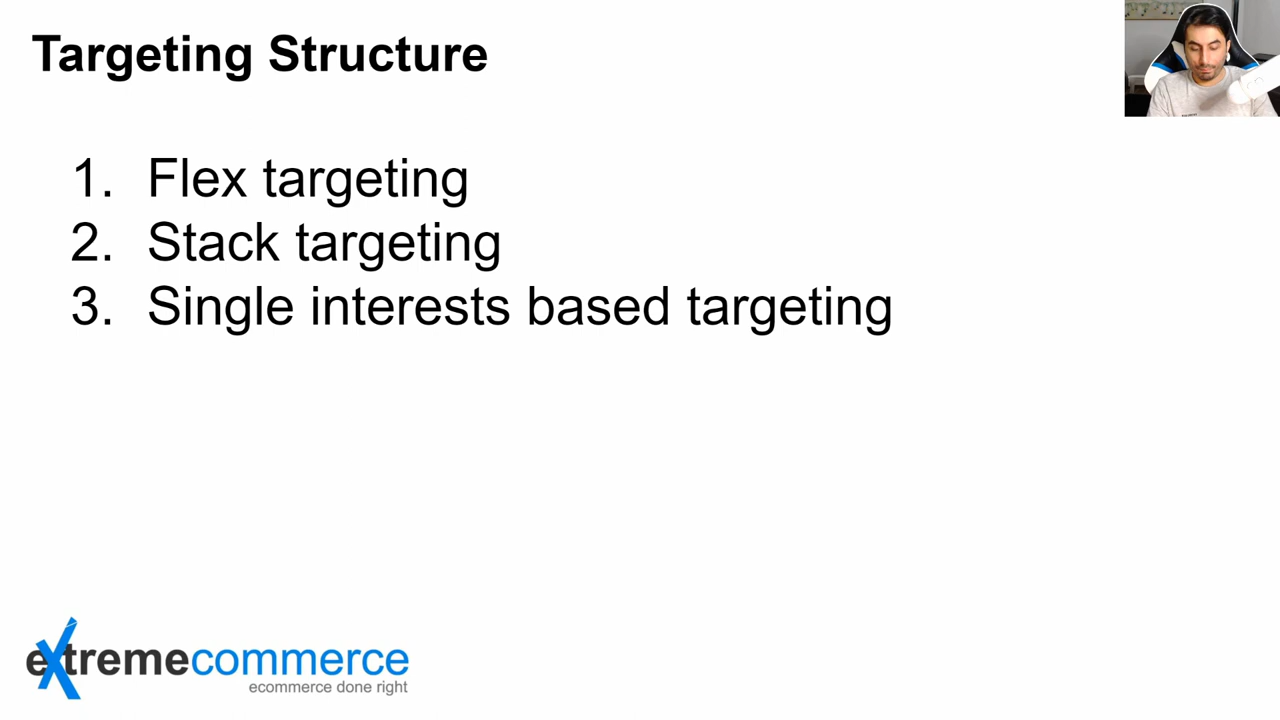 Targeting Structure
1. Flex targeting
2. Stack targeting
3. Single interests based targeting
extremecommerce
ecommerce done right